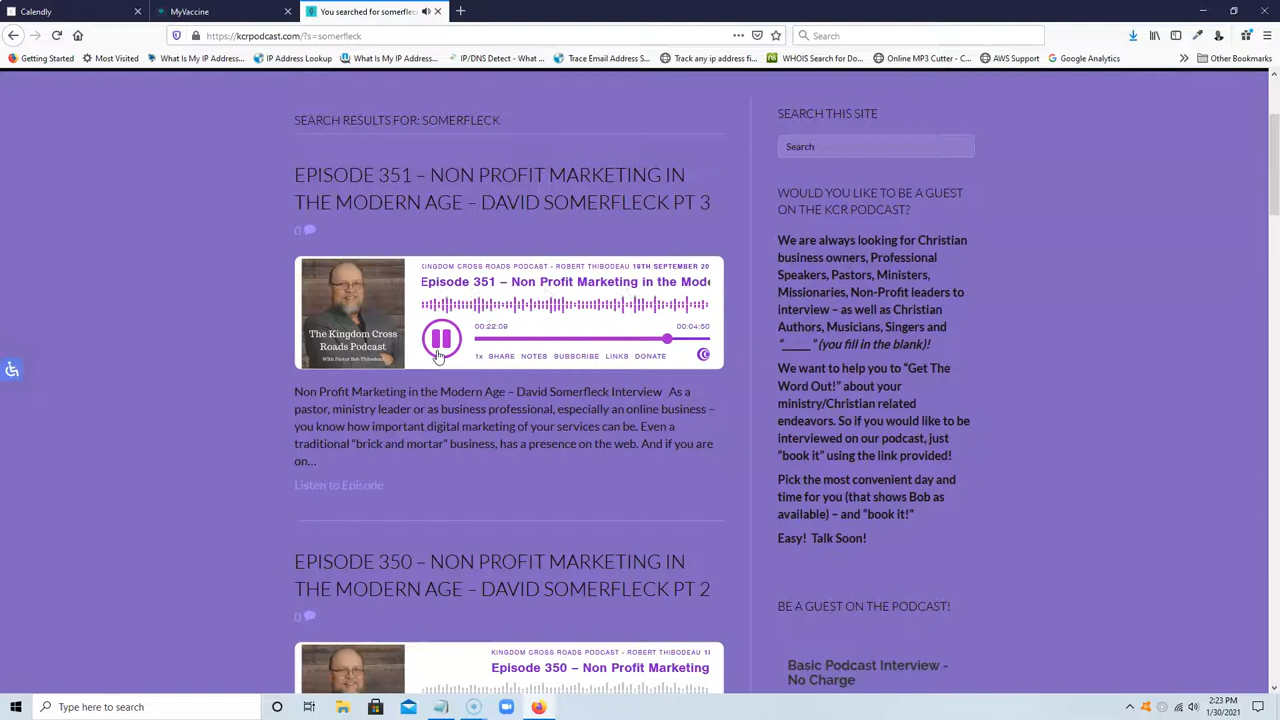 Calendly
MyVaccine
You searched for somerfleck
https://kcrpodcast.com/?s=somerfleck
Search
Getting Started
Most Visited
What Is My IP Address...
IP Address Lookup
What Is My IP Address...
IP/DNS Detect - What ...
Trace Email Address S...
Track any ip address fi...
WHOIS Search for Do...
Online MP3 Cutter - C...
AWS Support
Google Analytics
Other Bookmarks
SEARCH RESULTS FOR: SOMERFLECK
EPISODE 351 – NON PROFIT MARKETING IN
THE MODERN AGE – DAVID SOMERFLECK PT 3
0
KINGDOM CROSS ROADS PODCAST - ROBERT THIBODEAU 19TH SEPTEMBER 20
Episode 351 – Non Profit Marketing in the Mode
00:22:09
00:04:50
1x SHARE NOTES SUBSCRIBE LINKS DONATE
The Kingdom Cross
Roads Podcast
With Pastor Bob Thibodeau
Non Profit Marketing in the Modern Age – David Somerfleck Interview As a
pastor, ministry leader or as business professional, especially an online business –
you know how important digital marketing of your services can be. Even a
traditional “brick and mortar” business, has a presence on the web. And if you are
on…
Listen to Episode
EPISODE 350 – NON PROFIT MARKETING IN
THE MODERN AGE – DAVID SOMERFLECK PT 2
0
KINGDOM CROSS ROADS PODCAST - ROBERT THIBODEAU 18
Episode 350 – Non Profit Marketing
SEARCH THIS SITE
Search
WOULD YOU LIKE TO BE A GUEST
ON THE KCR PODCAST?
We are always looking for Christian
business owners, Professional
Speakers, Pastors, Ministers,
Missionaries, Non-Profit leaders to
interview – as well as Christian
Authors, Musicians, Singers and
“_____” (you fill in the blank)!
We want to help you to “Get The
Word Out!” about your
ministry/Christian related
endeavors. So if you would like to be
interviewed on our podcast, just
“book it” using the link provided!
Pick the most convenient day and
time for you (that shows Bob as
available) – and “book it!”
Easy! Talk Soon!
BE A GUEST ON THE PODCAST!
Basic Podcast Interview -
No Charge
Type here to search
2:23 PM
1/30/2021